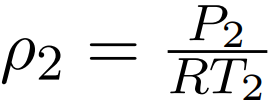 ρ₂ = P₂ / RT₂